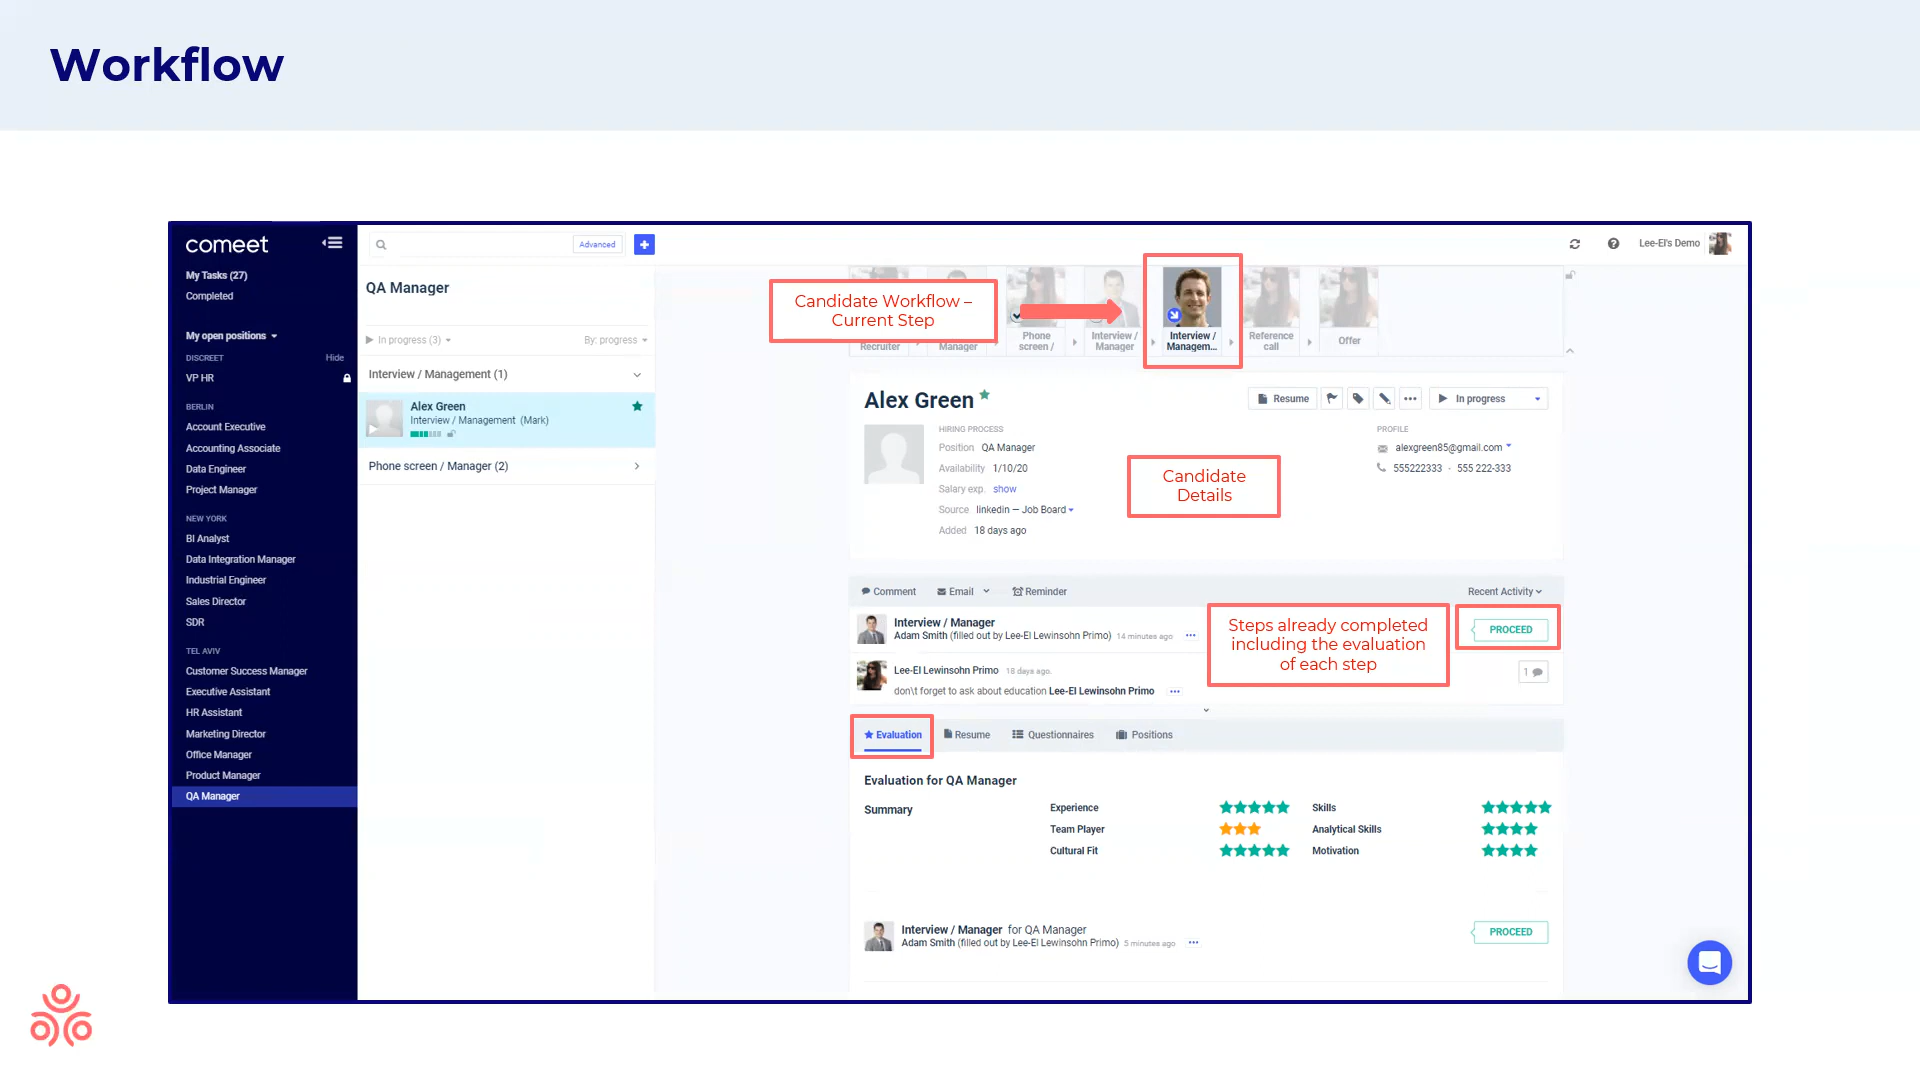 Workflow
comeet
My Tasks (27)
Completed
My open positions
DISCREET Hide
VP HR
BERLIN
Account Executive
Accounting Associate
Data Engineer
Project Manager
NEW YORK
BI Analyst
Data Integration Manager
Industrial Engineer
Sales Director
SDR
TEL AVIV
Customer Success Manager
Executive Assistant
HR Assistant
Marketing Director
Office Manager
Product Manager
QA Manager
Advanced
Lee-El's Demo
QA Manager
In progress (3) By: progress
Interview / Management (1)
Alex Green
Interview / Management (Mark)
Phone screen / Manager (2)
Candidate Workflow –
Current Step
Recruiter
Manager
Phone
screen /
Interview /
Manager
Interview /
Managem...
Reference
call
Offer
Alex Green
Resume
In progress
HIRING PROCESS
Position QA Manager
Availability 1/10/20
Salary exp. show
Source linkedin — Job Board
Added 18 days ago
Candidate
Details
PROFILE
alexgreen85@gmail.com
555222333 · 555 222-333
Comment Email Reminder Recent Activity
Interview / Manager
Adam Smith (filled out by Lee-El Lewinsohn Primo) 14 minutes ago ...
Steps already completed
including the evaluation
of each step
PROCEED
Lee-El Lewinsohn Primo 18 days ago.
don\t forget to ask about education Lee-El Lewinsohn Primo ...
1
Evaluation Resume Questionnaires Positions
Evaluation for QA Manager
Summary
Experience Skills
Team Player Analytical Skills
Cultural Fit Motivation
Interview / Manager for QA Manager
Adam Smith (filled out by Lee-El Lewinsohn Primo) 5 minutes ago ...
PROCEED